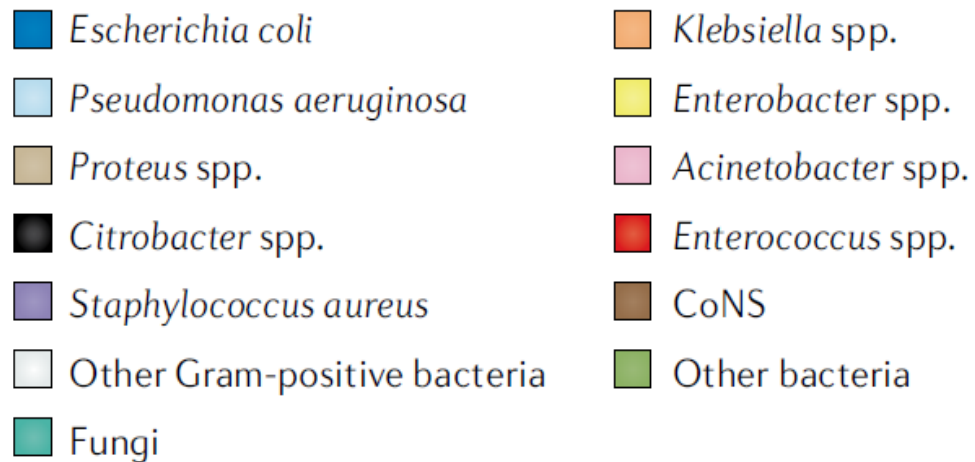 Escherichia coli
Klebsiella spp.
Pseudomonas aeruginosa
Enterobacter spp.
Proteus spp.
Acinetobacter spp.
Citrobacter spp.
Enterococcus spp.
Staphylococcus aureus
CoNS
Other Gram-positive bacteria
Other bacteria
Fungi